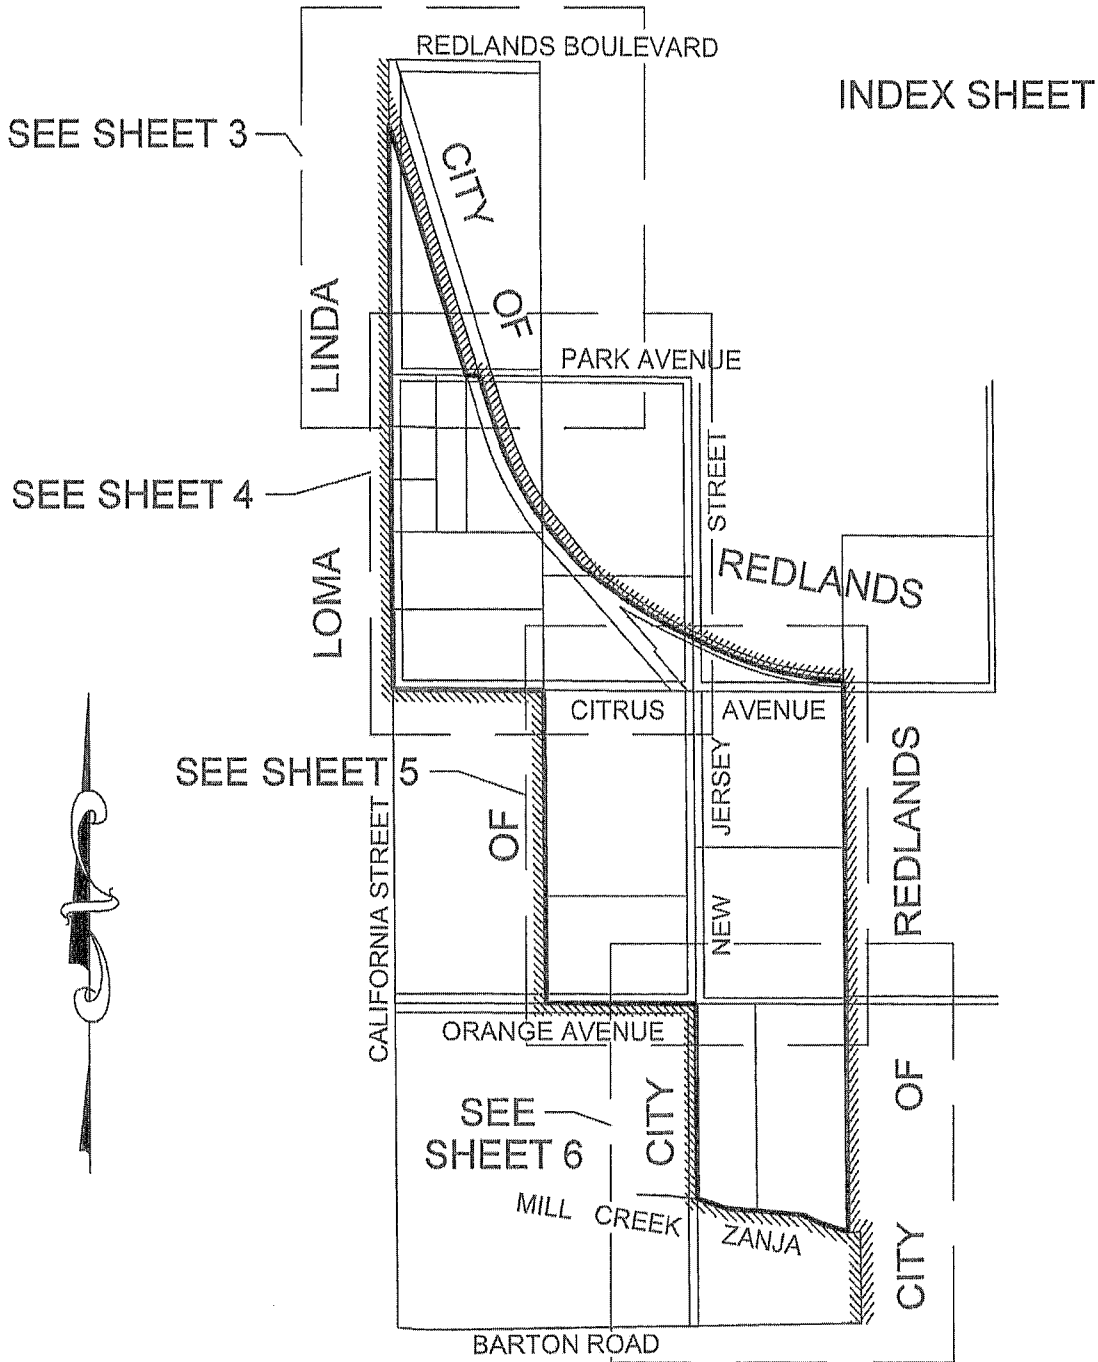 REDLANDS BOULEVARD
INDEX SHEET
SEE SHEET 3
CITY OF
REDLANDS
PARK AVENUE
SEE SHEET 4
STREET
NEW JERSEY
CITRUS AVENUE
SEE SHEET 5
CITY OF LOMA LINDA
CALIFORNIA STREET
CITY OF REDLANDS
ORANGE AVENUE
SEE
SHEET 6
MILL CREEK ZANJA
BARTON ROAD